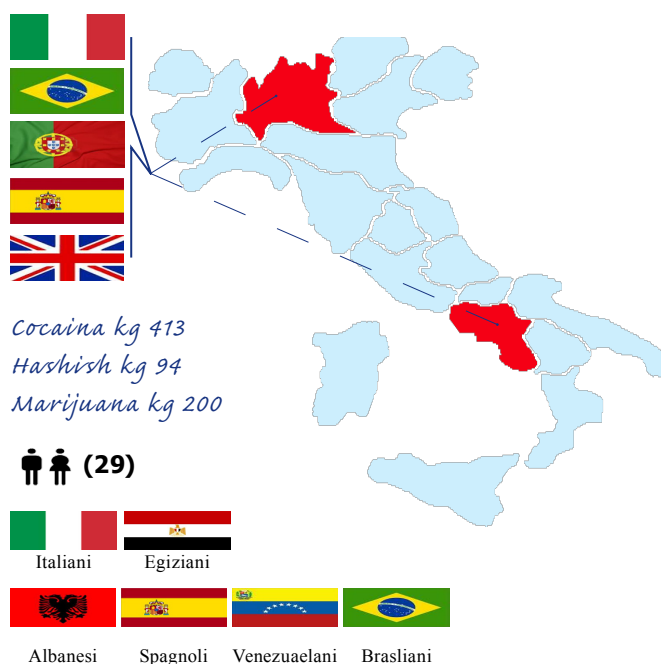 Cocaina kg 413
Hashish kg 94
Marijuana kg 200
(29)
Italiani Egiziani
Albanesi Spagnoli Venezuaelani Brasliani